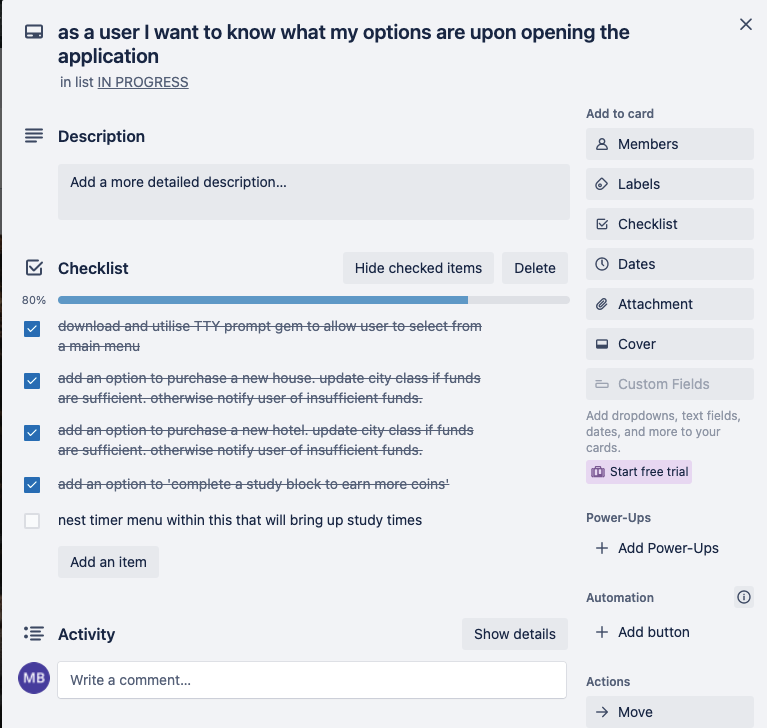 as a user I want to know what my options are upon opening the
application
in list IN PROGRESS
Description
Add a more detailed description...
Checklist
Hide checked items
Delete
80%
download and utilise TTY prompt gem to allow user to select from
a main menu
add an option to purchase a new house. update city class if funds
are sufficient. otherwise notify user of insufficient funds.
add an option to purchase a new hotel. update city class if funds
are sufficient. otherwise notify user of insufficient funds.
add an option to 'complete a study block to earn more coins'
nest timer menu within this that will bring up study times
Add an item
Activity
Show details
MB
Write a comment...
Add to card
Members
Labels
Checklist
Dates
Attachment
Cover
Custom Fields
Add dropdowns, text fields,
dates, and more to your
cards.
Start free trial
Power-Ups
Add Power-Ups
Automation
Add button
Actions
Move